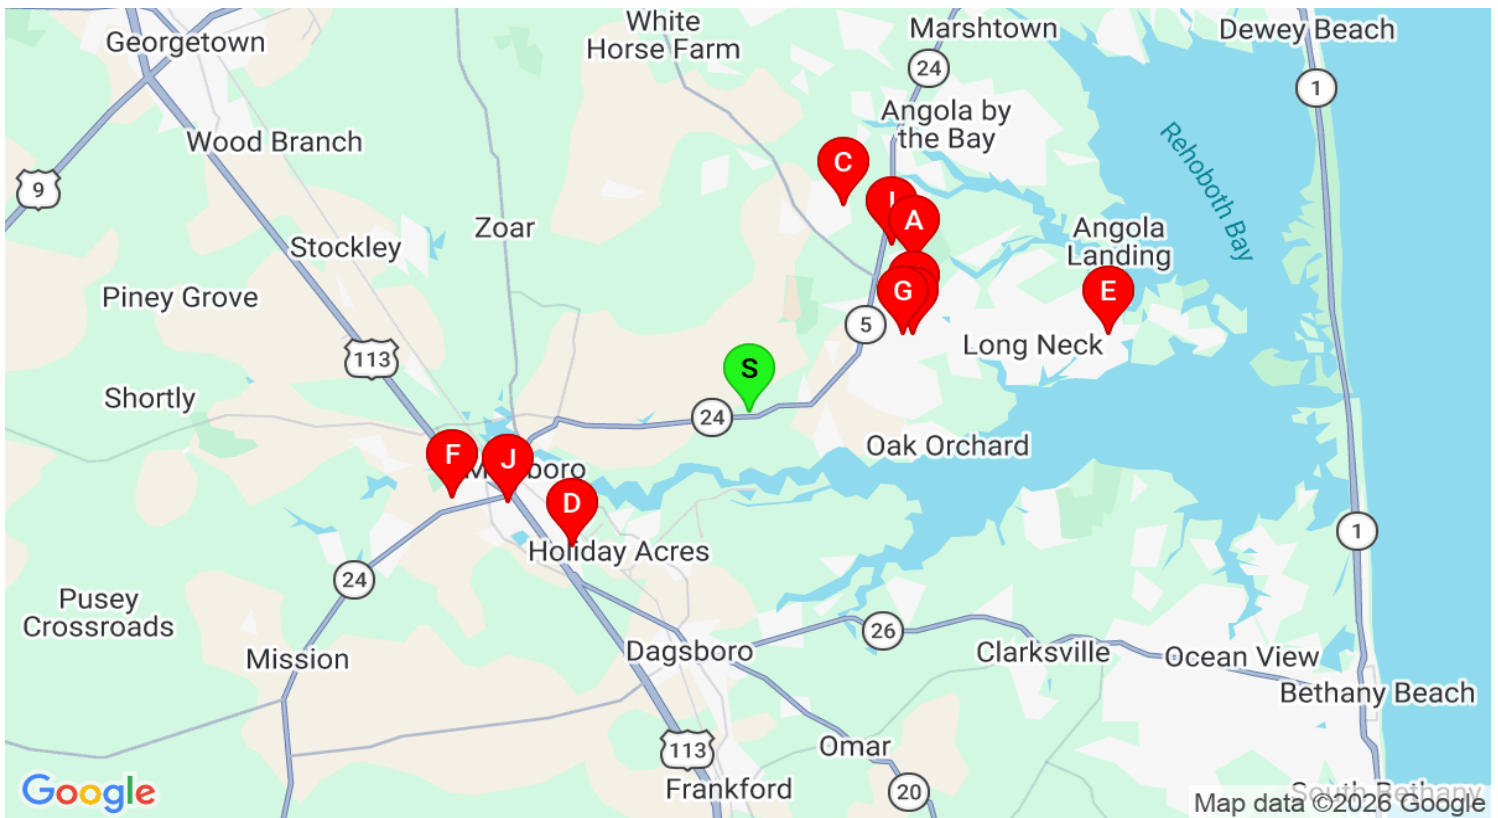 Georgetown
White
Horse Farm
Marshtown
Dewey Beach
24
1
Angola by
the Bay
Wood Branch
Rehoboth Bay
C
9
I
A
Zoar
Stockley
Angola
Landing
Piney Grove
G
E
5
Long Neck
113
S
Shortly
24
Oak Orchard
F
J
D
Holiday Acres
1
24
Pusey
Crossroads
26
Mission
Dagsboro
Clarksville
Ocean View
Bethany Beach
113
Omar
Frankford
20
South Bethany
Google
Map data ©2026 Google